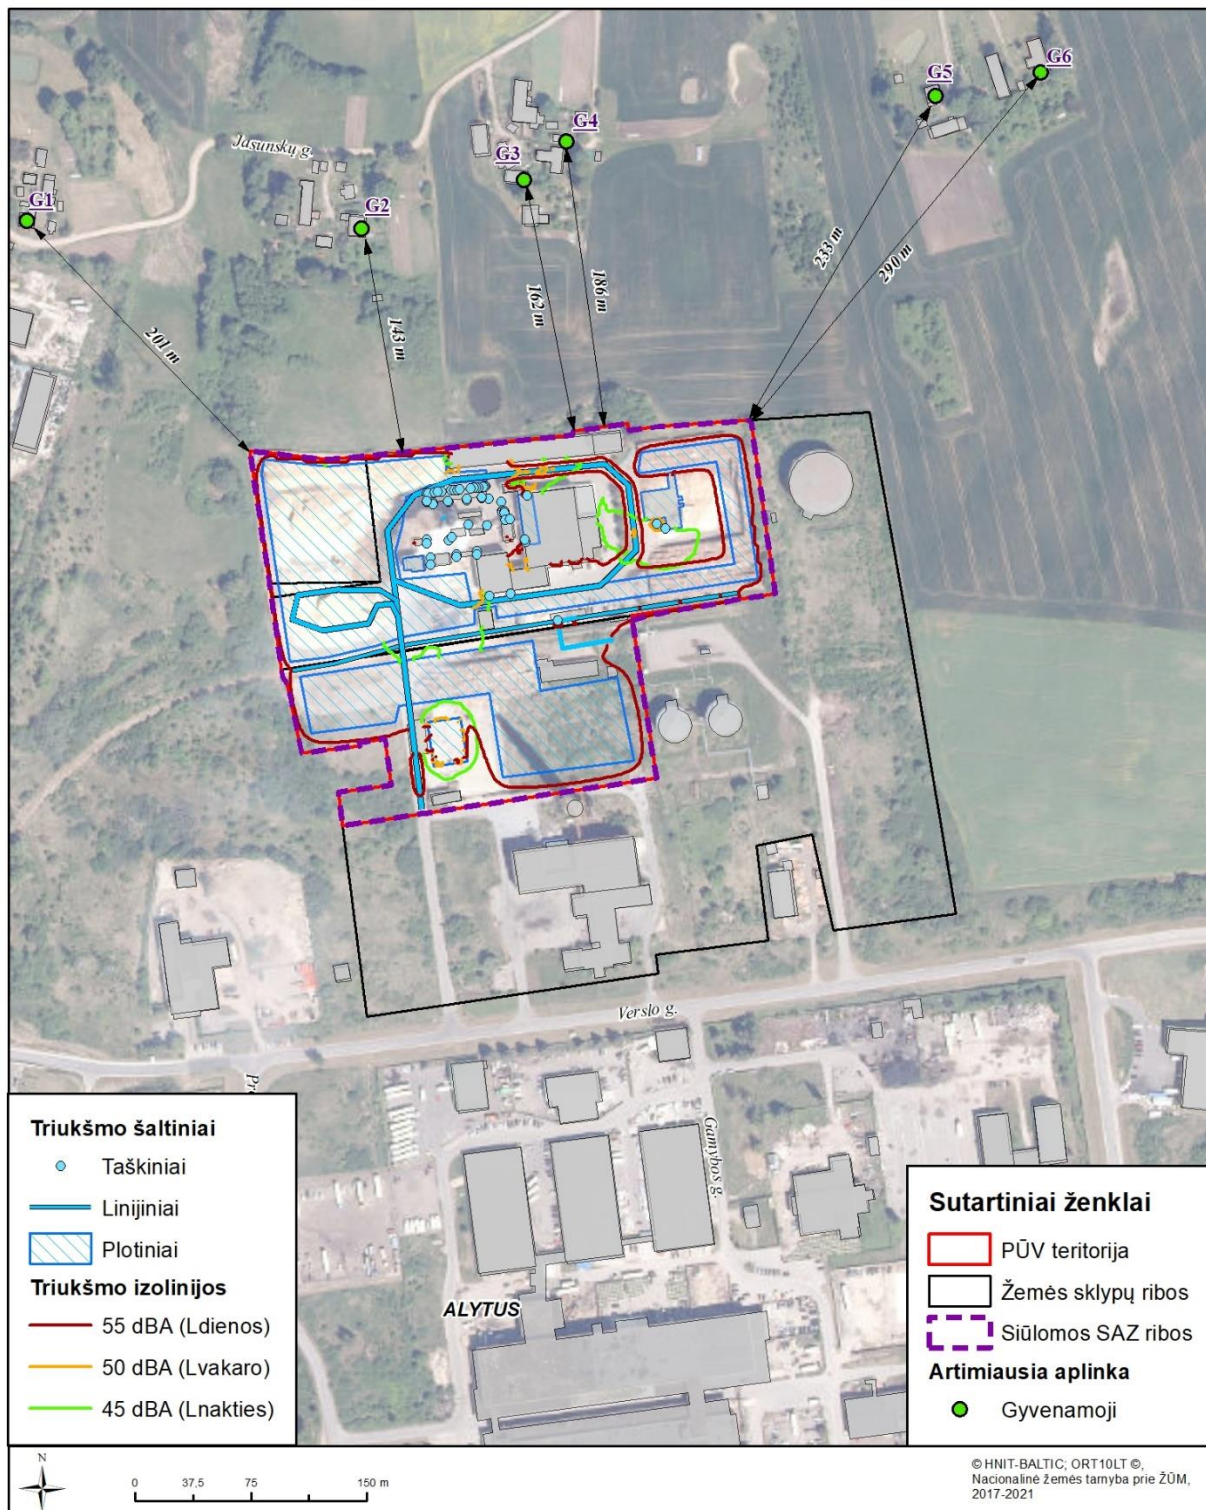 G5
G6
G4
Jasunskų g.
G3
G1
G2
233 m
290 m
186 m
162 m
201 m
143 m
Verslo g.
Gamybos g.
ALYTUS
Triukšmo šaltiniai
Taškiniai
Linijiniai
Plotiniai
Triukšmo izolinijos
55 dBA (Ldienos)
50 dBA (Lvakaro)
45 dBA (Lnakties)
Sutartiniai ženklai
PŪV teritorija
Žemės sklypų ribos
Siūlomos SAZ ribos
Artimiausia aplinka
Gyvenamoji
N
0 37,5 75 150 m
© HNIT-BALTIC; ORT10LT ©,
Nacionalinė žemės tarnyba prie ŽŪM,
2017-2021